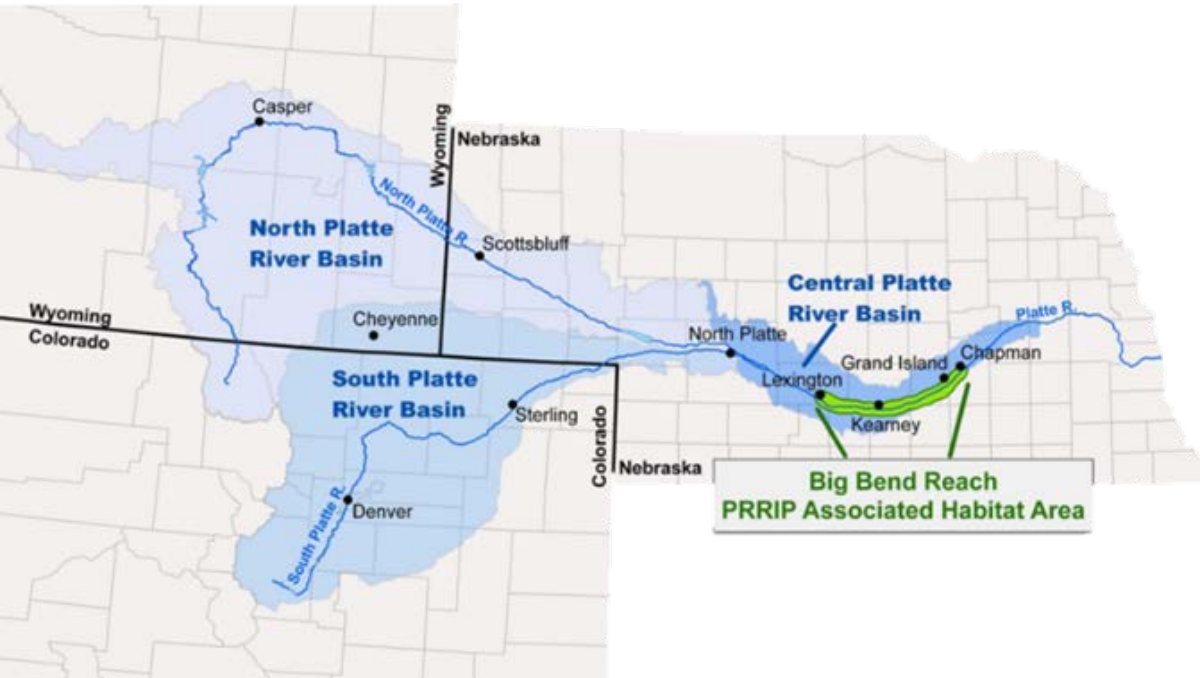 Casper
Wyoming
Nebraska
North Platte R.
North Platte
River Basin
Scottsbluff
Central Platte
River Basin
Platte R.
Wyoming
Colorado
Cheyenne
North Platte
Grand Island
Chapman
South Platte
River Basin
Lexington
Sterling
Kearney
Colorado
Nebraska
Big Bend Reach
PRRIP Associated Habitat Area
South Platte R.
Denver